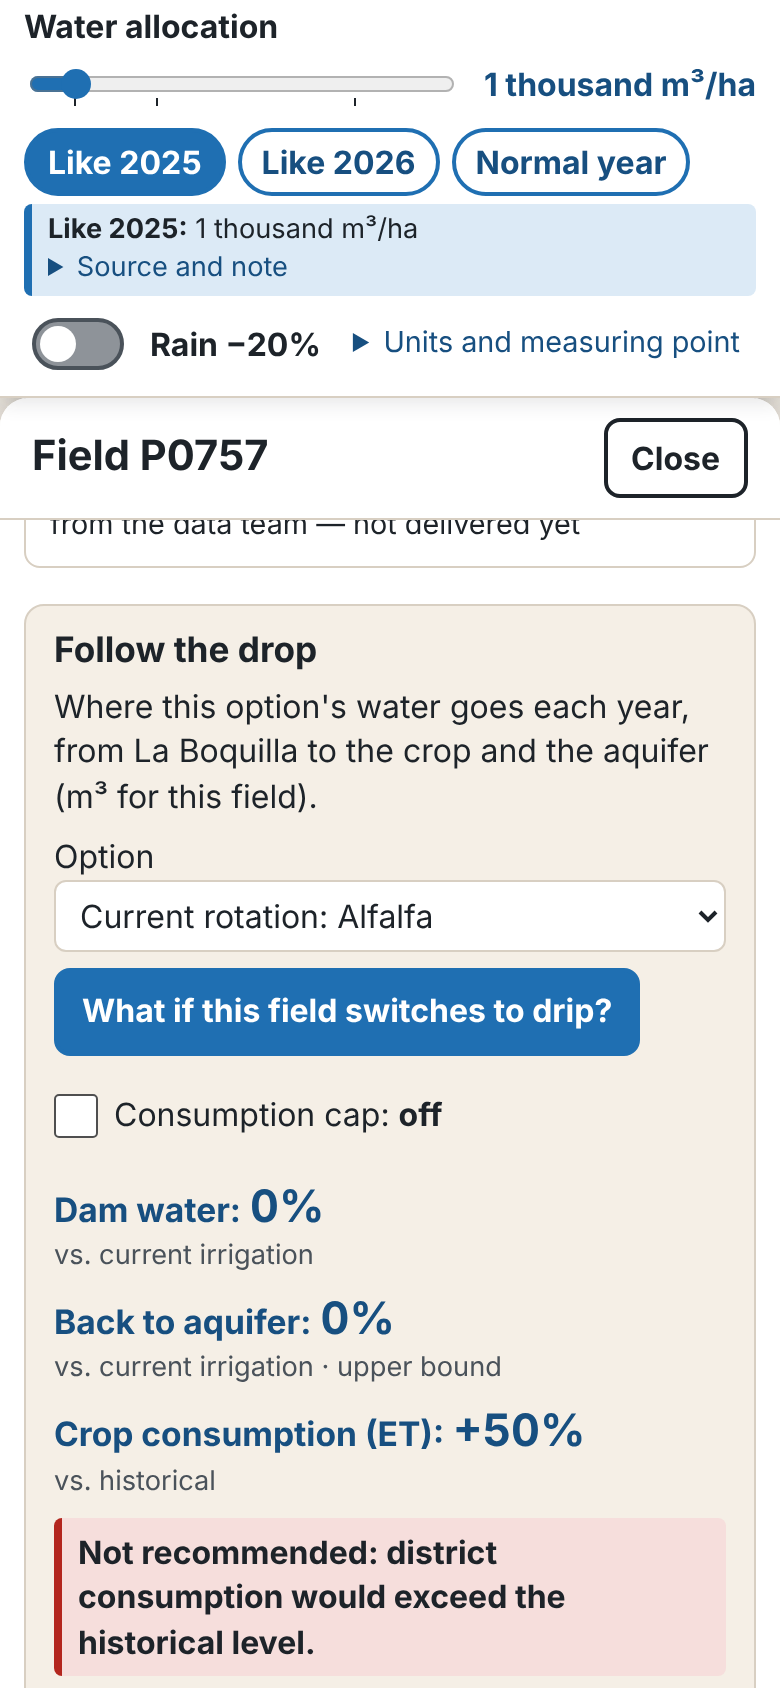 Water allocation
1 thousand m³/ha
Like 2025
Like 2026
Normal year
Like 2025: 1 thousand m³/ha
Source and note
Rain −20%
Units and measuring point
Field P0757
Close
from the data team — not delivered yet
Follow the drop
Where this option's water goes each year,
from La Boquilla to the crop and the aquifer
(m³ for this field).
Option
Current rotation: Alfalfa
What if this field switches to drip?
Consumption cap: off
Dam water: 0%
vs. current irrigation
Back to aquifer: 0%
vs. current irrigation · upper bound
Crop consumption (ET): +50%
vs. historical
Not recommended: district
consumption would exceed the
historical level.